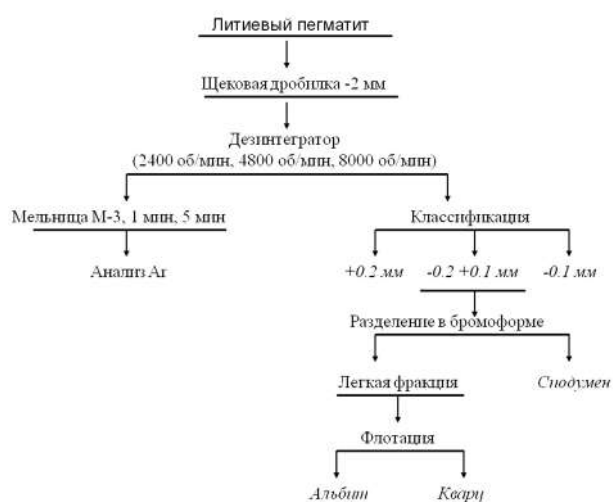 Литиевый пегматит
Щековая дробилка -2 мм
Дезинтегратор
(2400 об/мин, 4800 об/мин, 8000 об/мин)
Мельница М-3, 1 мин, 5 мин
Классификация
Анализ Ar
+0.2 мм
-0.2 +0.1 мм
-0.1 мм
Разделение в бромоформе
Легкая фракция
Сподумен
Флотация
Альбит
Кварц